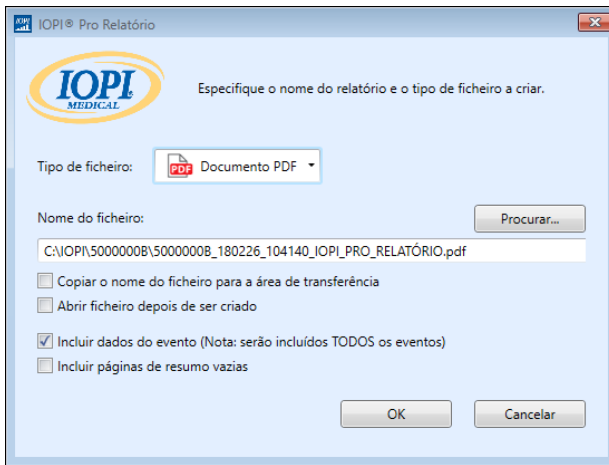 IOPI® Pro Relatório
IOPI
MEDICAL
Especifique o nome do relatório e o tipo de ficheiro a criar.
Tipo de ficheiro:
PDF
Documento PDF
Nome do ficheiro:
Procurar...
C:\IOPI\5000000B\5000000B_180226_104140_IOPI_PRO_RELATÓRIO.pdf
Copiar o nome do ficheiro para a área de transferência
Abrir ficheiro depois de ser criado
Incluir dados do evento (Nota: serão incluídos TODOS os eventos)
Incluir páginas de resumo vazias
OK
Cancelar